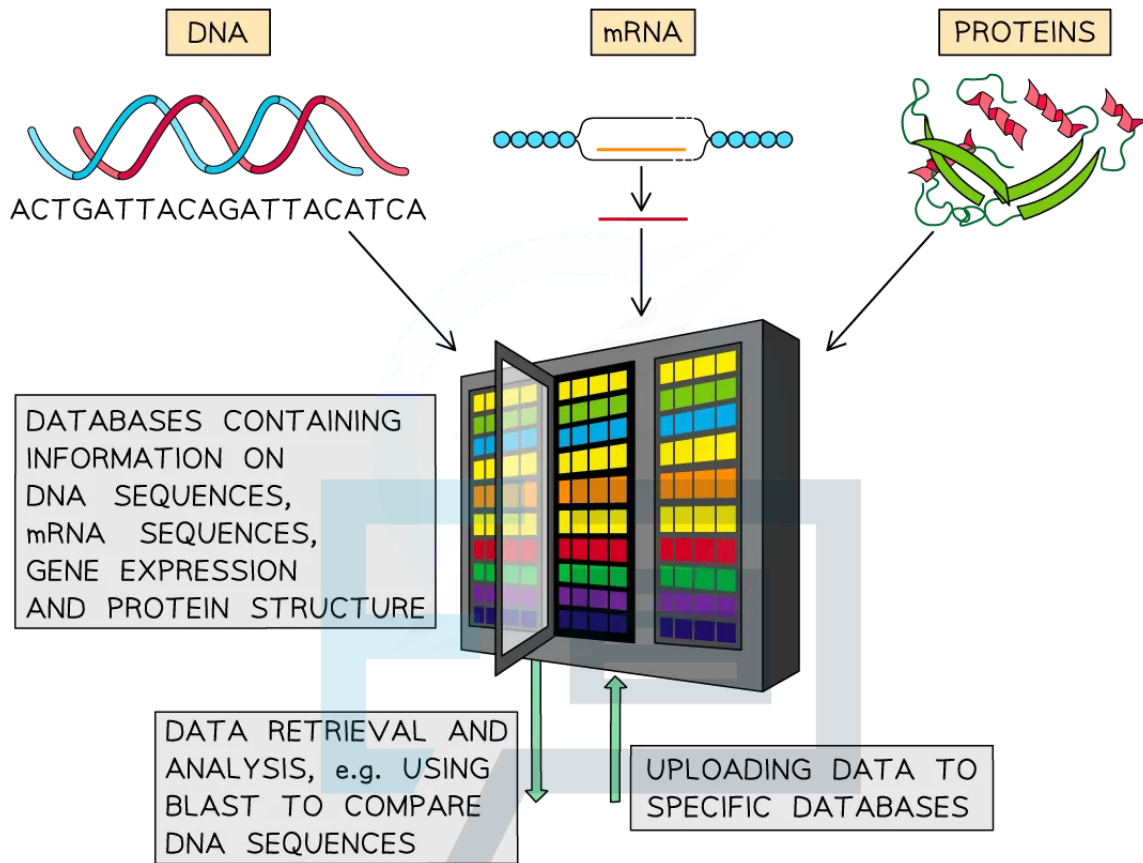 DNA
mRNA
PROTEINS
ACTGATTACAGATTACATCA
DATABASES CONTAINING
INFORMATION ON
DNA SEQUENCES,
mRNA SEQUENCES,
GENE EXPRESSION
AND PROTEIN STRUCTURE
DATA RETRIEVAL AND
ANALYSIS, e.g. USING
BLAST TO COMPARE
DNA SEQUENCES
UPLOADING DATA TO
SPECIFIC DATABASES